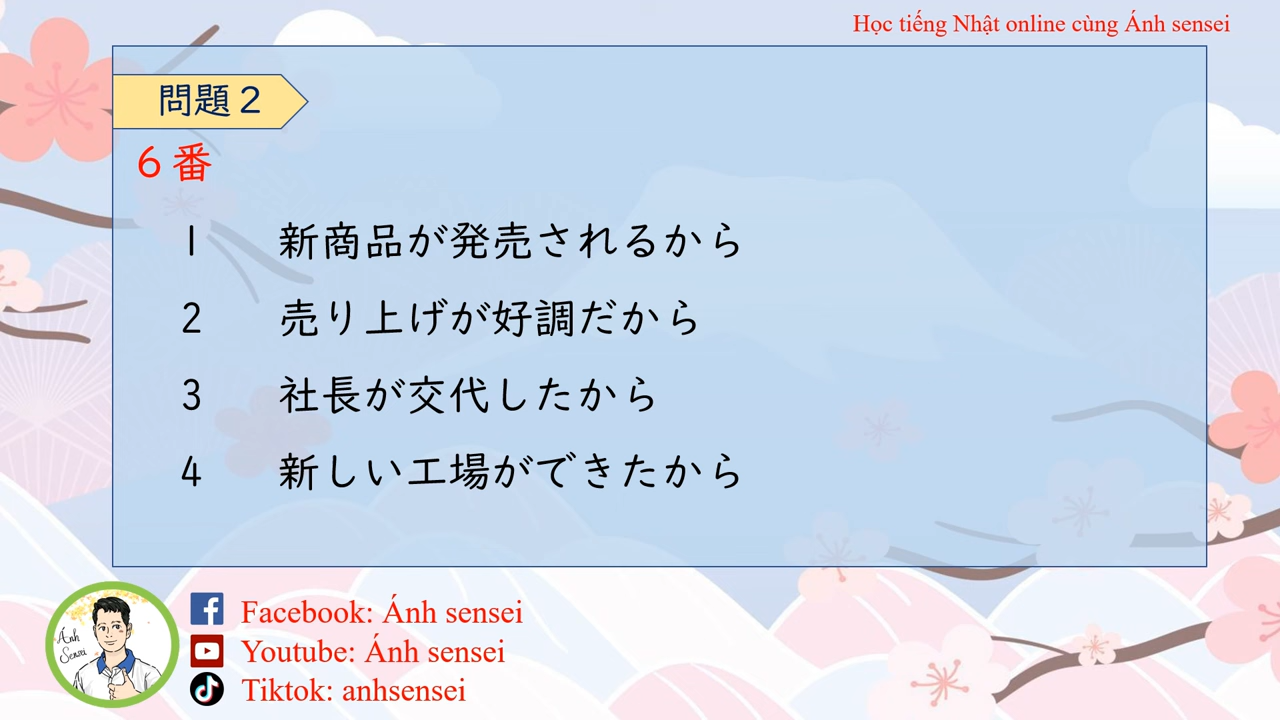 Học tiếng Nhật online cùng Ánh sensei
問題２
６番
1 新商品が発売されるから
2 売り上げが好調だから
3 社長が交代したから
4 新しい工場ができたから
Ánh Sensei
Facebook: Ánh sensei
Youtube: Ánh sensei
Tiktok: anhsensei